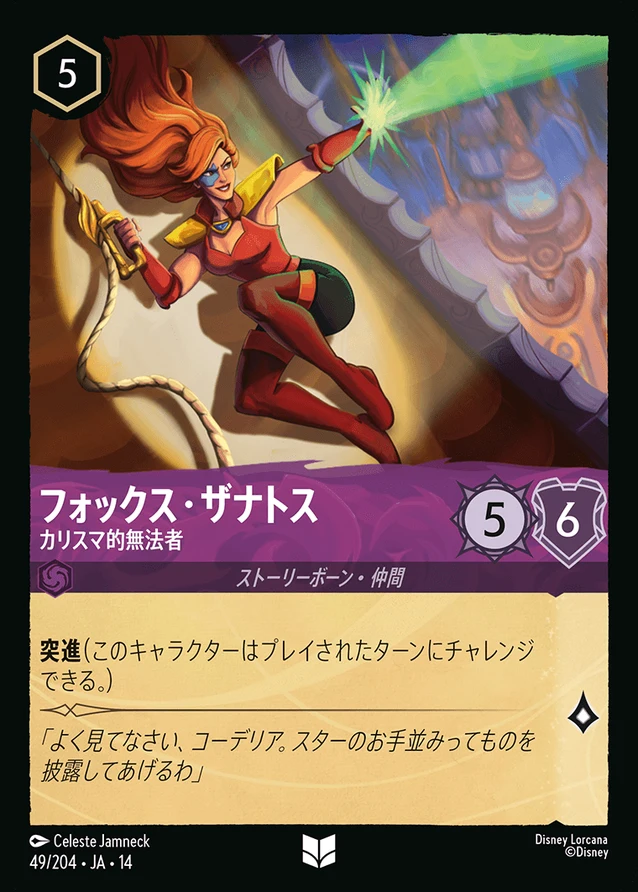 5
フォックス・ザナトス
カリスマ的無法者
5
6
ストーリーボーン・仲間
突進(このキャラクターはプレイされたターンにチャレンジ
できる。)
「よく見てなさい、コーデリア。スターのお手並みってものを
披露してあげるわ」
Celeste Jamneck
49/204・JA・14
Disney Lorcana
©Disney